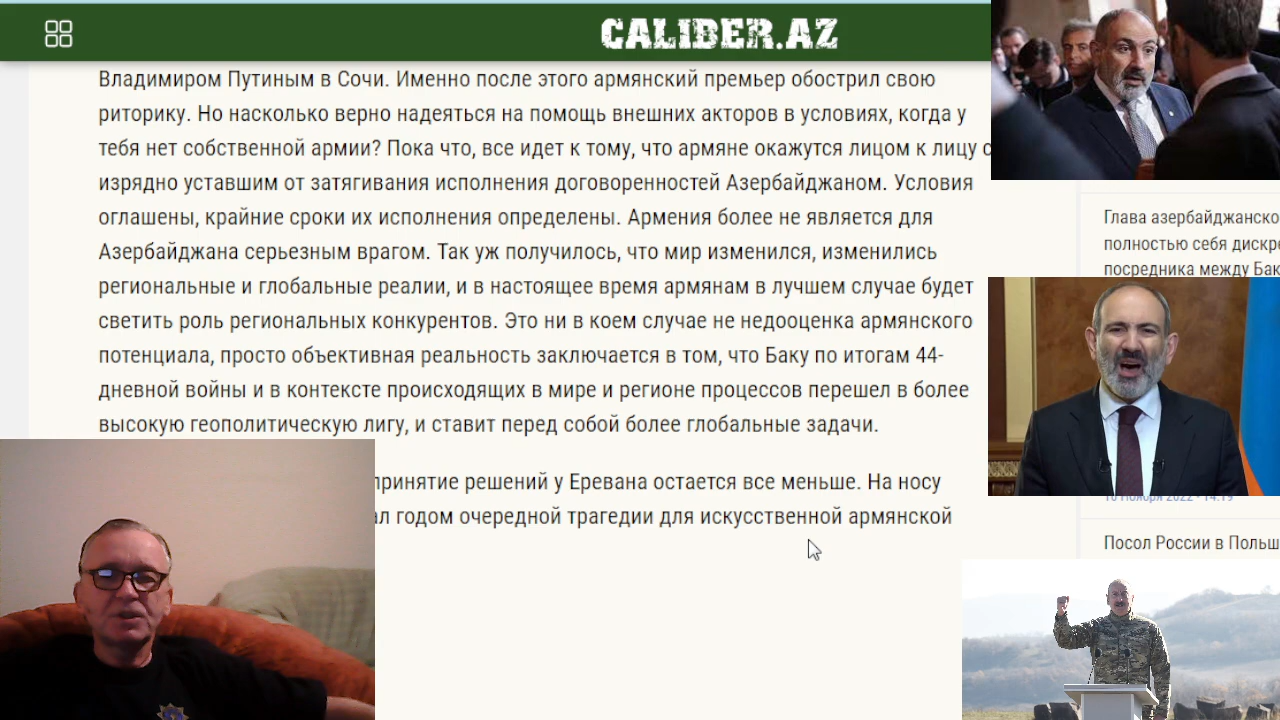 CALIBER.AZ
Владимиром Путиным в Сочи. Именно после этого армянский премьер обострил свою
риторику. Но насколько верно надеяться на помощь внешних акторов в условиях, когда у
тебя нет собственной армии? Пока что, все идет к тому, что армяне окажутся лицом к лицу с
изрядно уставшим от затягивания исполнения договоренностей Азербайджаном. Условия
оглашены, крайние сроки их исполнения определены. Армения более не является для
Азербайджана серьезным врагом. Так уж получилось, что мир изменился, изменились
региональные и глобальные реалии, и в настоящее время армянам в лучшем случае будет
светить роль региональных конкурентов. Это ни в коем случае не недооценка армянского
потенциала, просто объективная реальность заключается в том, что Баку по итогам 44-
дневной войны и в контексте происходящих в мире и регионе процессов перешел в более
высокую геополитическую лигу, и ставит перед собой более глобальные задачи.
принятие решений у Еревана остается все меньше. На носу
ал годом очередной трагедии для искусственной армянской
Глава азербайджанско
полностью себя дискре
посредника между Бак
10 Ноября 2022 - 14:19
Посол России в Польш